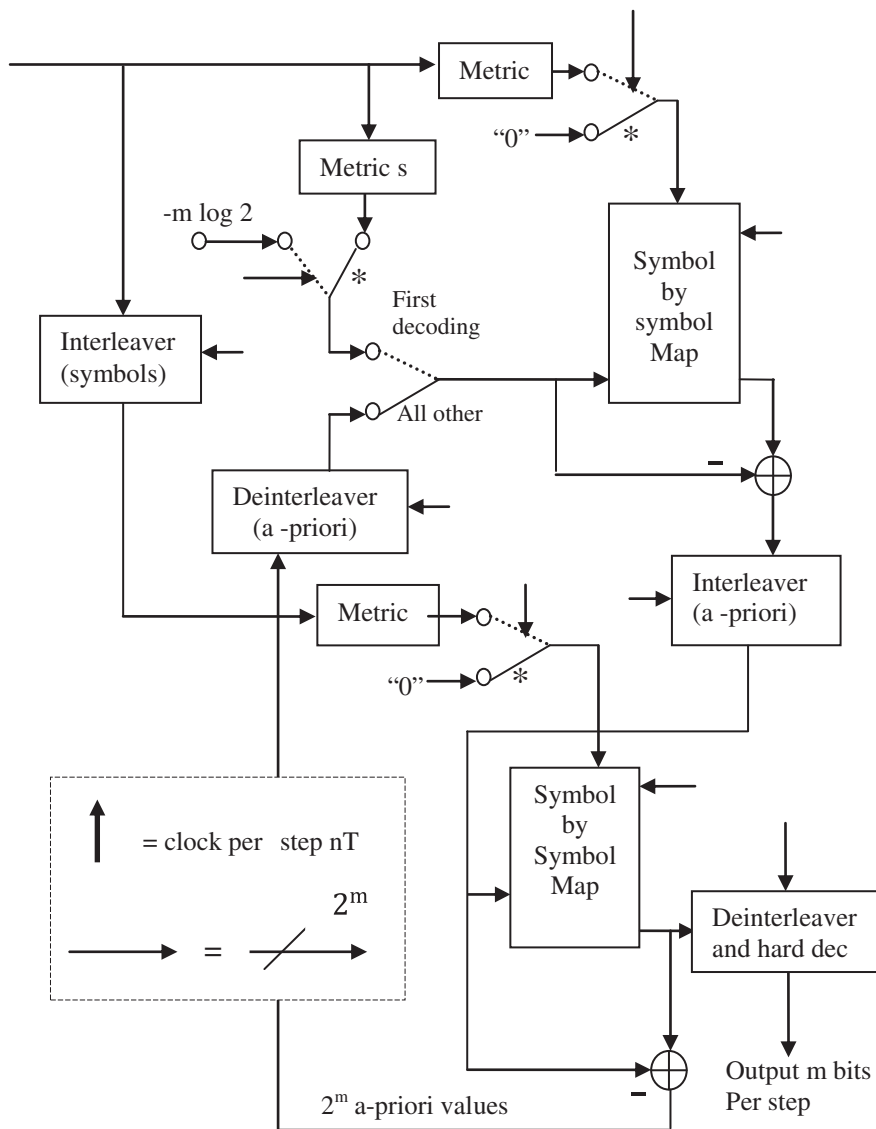 Metric
“0”
*
Metric s
-m log 2
*
Symbol
by
symbol
Map
First
decoding
Interleaver
(symbols)
All other
-
Deinterleaver
(a -priori)
Interleaver
(a -priori)
Metric
“0”
*
Symbol
by
Symbol
Map
= clock per step nT
2ᵐ
=
Deinterleaver
and hard dec
-
Output m bits
Per step
2ᵐ a-priori values